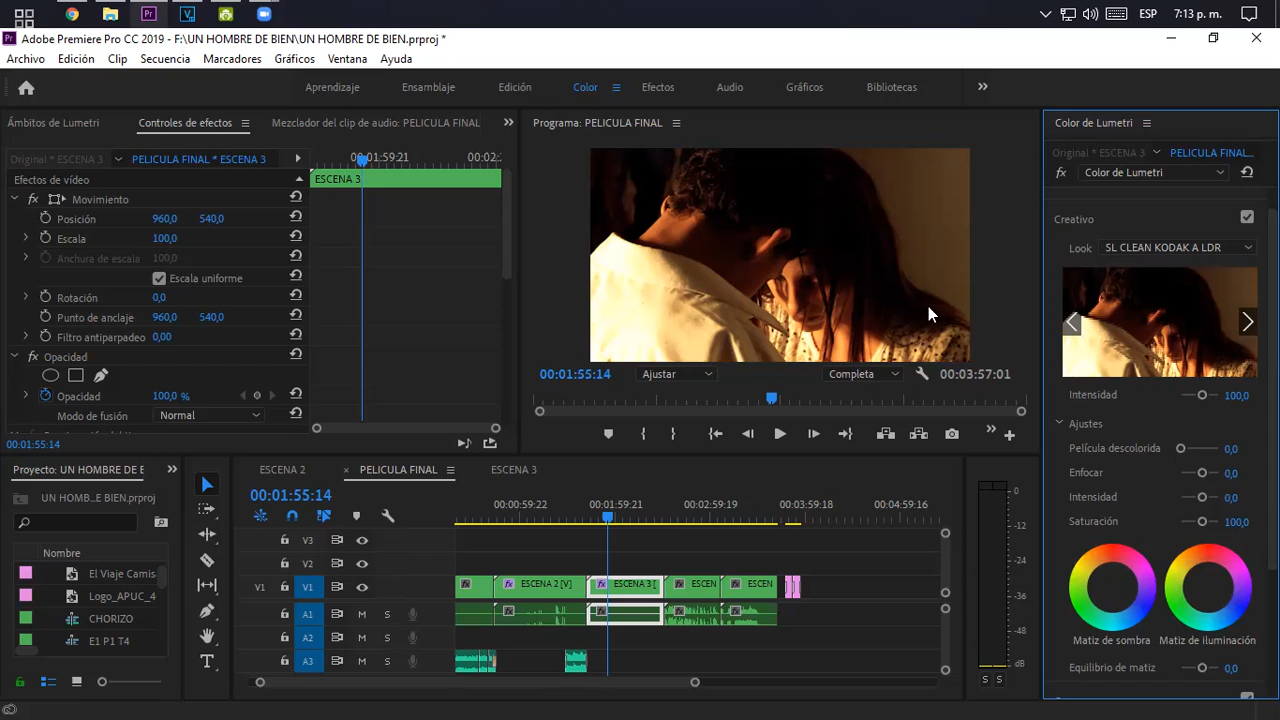 ESP 7:13 p. m.
Adobe Premiere Pro CC 2019 - F:\UN HOMBRE DE BIEN\UN HOMBRE DE BIEN.prproj *
Archivo Edición Clip Secuencia Marcadores Gráficos Ventana Ayuda
Aprendizaje Ensamblaje Edición Color Efectos Audio Gráficos Bibliotecas
Ámbitos de Lumetri Controles de efectos Mezclador del clip de audio: PELICULA FINAL
Original * ESCENA 3 PELICULA FINAL * ESCENA 3
00:01:59:21 00:02:
Efectos de vídeo
ESCENA 3
fx Movimiento
Posición 960,0 540,0
Escala 100,0
Anchura de escala 100,0
Escala uniforme
Rotación 0,0
Punto de anclaje 960,0 540,0
Filtro antiparpadeo 0,00
fx Opacidad
Opacidad 100,0 %
Modo de fusión Normal
00:01:55:14
Programa: PELICULA FINAL
00:01:55:14 Ajustar Completa 00:03:57:01
Color de Lumetri
Original * ESCENA 3 PELICULA FINAL...
fx Color de Lumetri
Creativo
Look SL CLEAN KODAK A LDR
Intensidad 100,0
Ajustes
Película descolorida 0,0
Enfocar 0,0
Intensidad 0,0
Saturación 100,0
Matiz de sombra Matiz de iluminación
Equilibrio de matiz 0,0
Proyecto: UN HOMBRE DE B
UN HOMB...E BIEN.prproj
Nombre
El Viaje Camis
Logo_APUC_4
CHORIZO
E1 P1 T4
ESCENA 2 PELICULA FINAL ESCENA 3
00:01:55:14
00:00:59:22 00:01:59:21 00:02:59:19 00:03:59:18 00:04:59:16
V3
V2
V1 V1 fx fx ESCENA 2 [V] fx ESCENA 3 [ fx ESCEN fx ESCEN
A1 M S fx fx fx fx
A2 M S
A3 M S
0
-12
-24
-36
-48
dB
S S